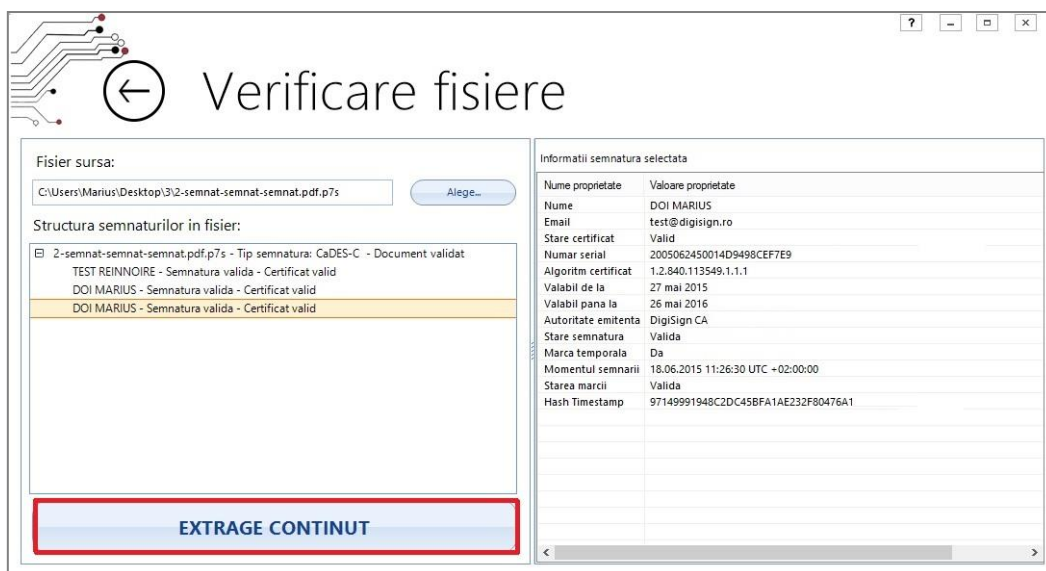 Verificare fisiere
Fisier sursa:
C:\Users\Marius\Desktop\3\2-semnat-semnat-semnat.pdf.p7s
Alege...
Structura semnaturilor in fisier:
2-semnat-semnat-semnat.pdf.p7s - Tip semnatura: CaDES-C - Document validat
TEST REINNOIRE - Semnatura valida - Certificat valid
DOI MARIUS - Semnatura valida - Certificat valid
DOI MARIUS - Semnatura valida - Certificat valid
EXTRAGE CONTINUT
Informatii semnatura selectata
Nume proprietate Valoare proprietate
Nume DOI MARIUS
Email test@digisign.ro
Stare certificat Valid
Numar serial 2005062450014D9498CEF7E9
Algoritm certificat 1.2.840.113549.1.1.1
Valabil de la 27 mai 2015
Valabil pana la 26 mai 2016
Autoritate emitenta DigiSign CA
Stare semnatura Valida
Marca temporala Da
Momentul semnarii 18.06.2015 11:26:30 UTC +02:00:00
Starea marcii Valida
Hash Timestamp 97149991948C2DC45BFA1AE232F80476A1